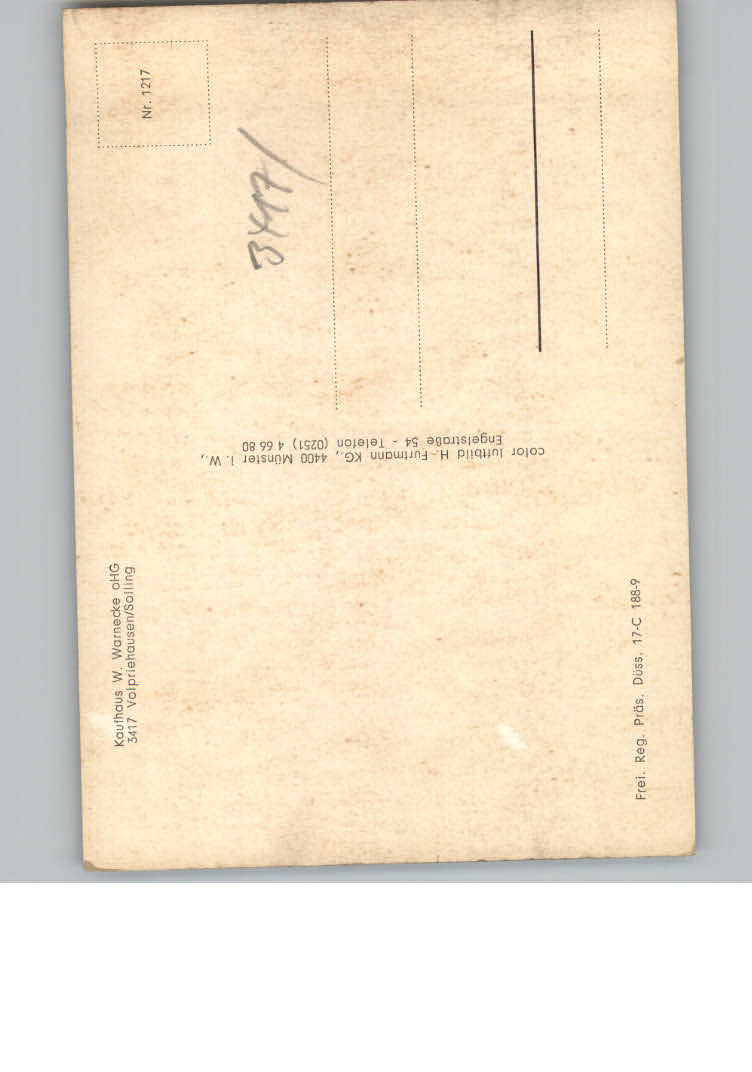 Kaufhaus W. Warnecke oHG
3417 Volpriehausen/Solling
Nr. 1217
3417/
color luftbild H.-Furtmann KG., 4400 Münster i. W.,
Engelstraße 54 - Telefon (0251) 4 66 80
Frei. Reg. Präs. Düss. 17-C 188-9